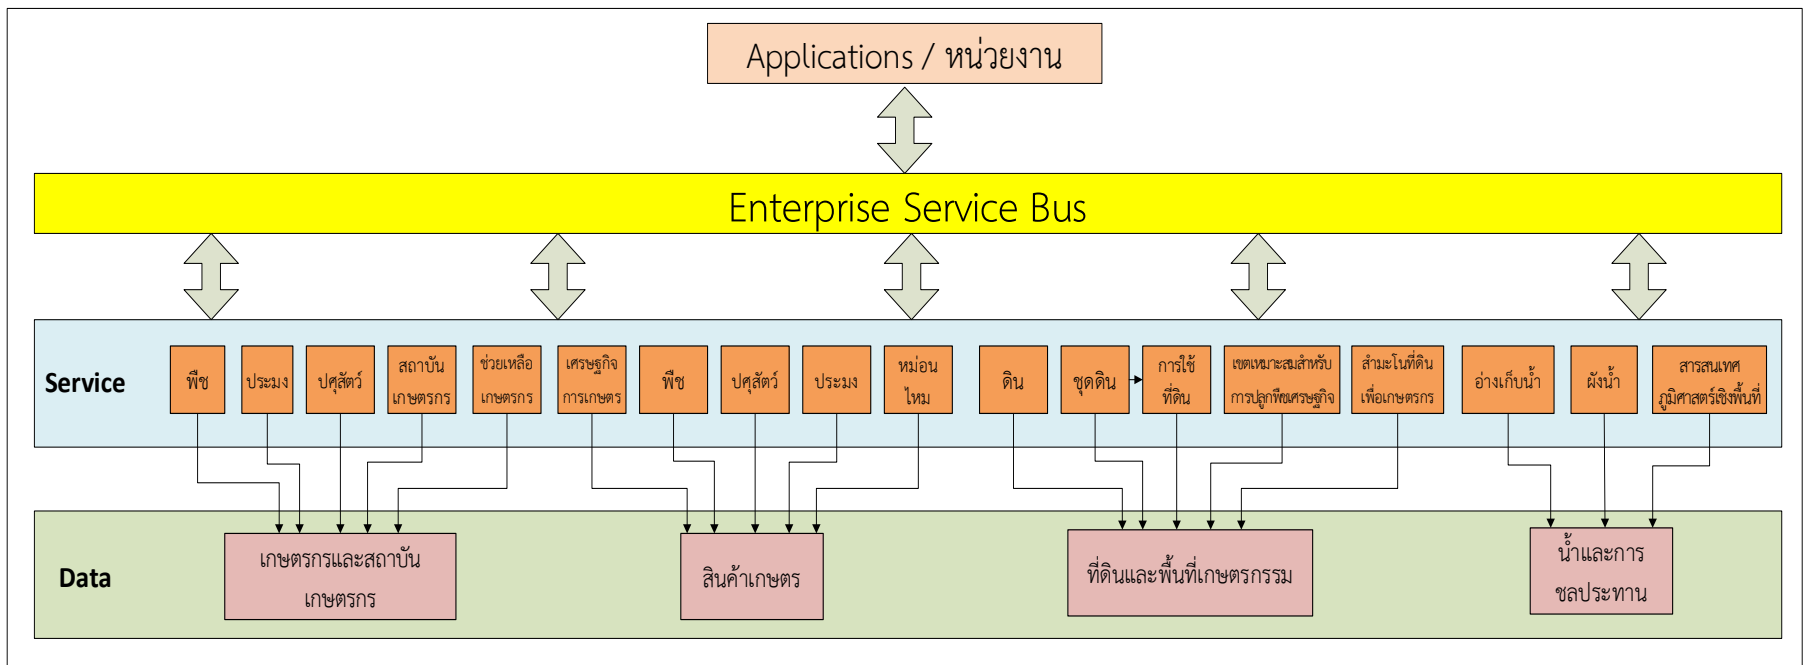 Applications / หน่วยงาน
Enterprise Service Bus
Service
พืช
ประมง
ปศุสัตว์
สถาบัน
เกษตรกร
ช่วยเหลือ
เกษตรกร
เศรษฐกิจ
การเกษตร
พืช
ปศุสัตว์
ประมง
หม่อน
ไหม
ดิน
ชุดดิน
การใช้
ที่ดิน
เขตเหมาะสมสำหรับ
การปลูกพืชเศรษฐกิจ
สำมะโนที่ดิน
เพื่อเกษตรกร
อ่างเก็บน้ำ
ผังน้ำ
สารสนเทศ
ภูมิศาสตร์เชิงพื้นที่
Data
เกษตรกรและสถาบัน
เกษตรกร
สินค้าเกษตร
ที่ดินและพื้นที่เกษตรกรรม
น้ำและการ
ชลประทาน